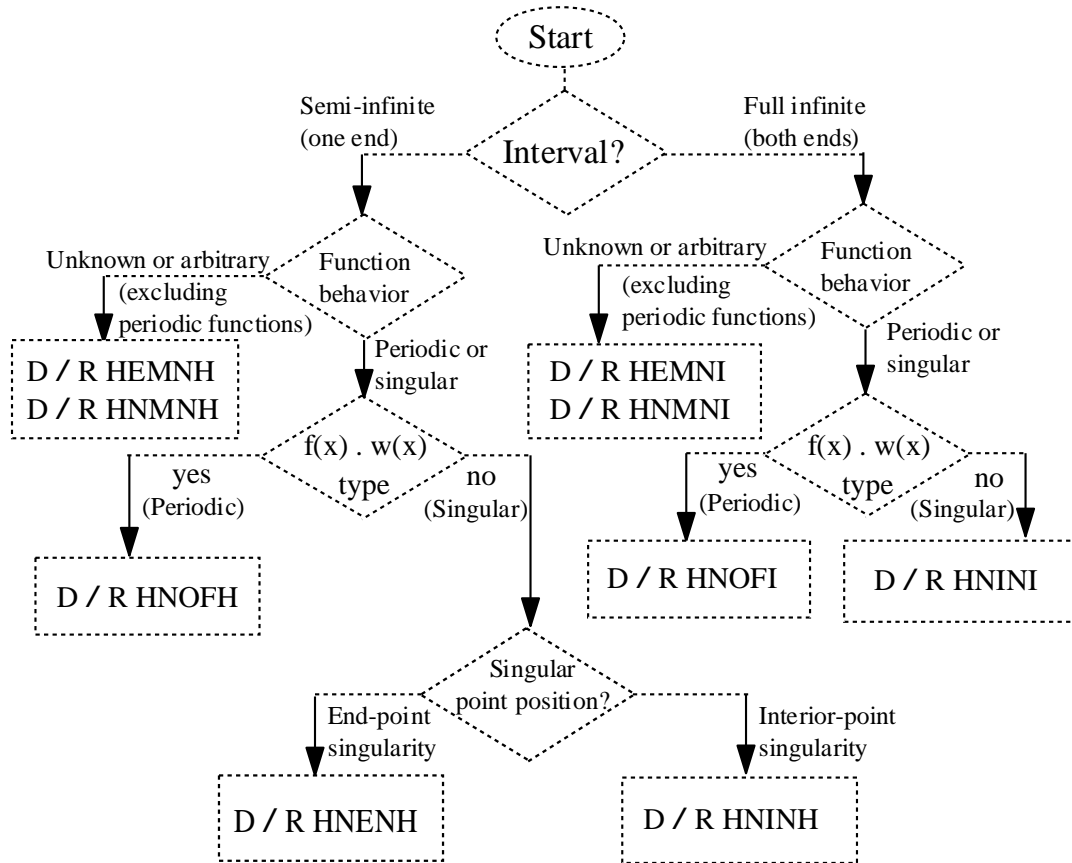 Start
Semi-infinite
(one end)
Full infinite
(both ends)
Interval?
Unknown or arbitrary
(excluding
periodic functions)
Function
behavior
Unknown or arbitrary
(excluding
periodic functions)
Function
behavior
D / R HEMNH
D / R HNMNH
Periodic or
singular
D / R HEMNI
D / R HNMNI
Periodic or
singular
yes
(Periodic)
f(x) . w(x)
type
no
(Singular)
yes
(Periodic)
f(x) . w(x)
type
no
(Singular)
D / R HNOFH
D / R HNOFI
D / R HNINI
Singular
point position?
End-point
singularity
Interior-point
singularity
D / R HNENH
D / R HNINH